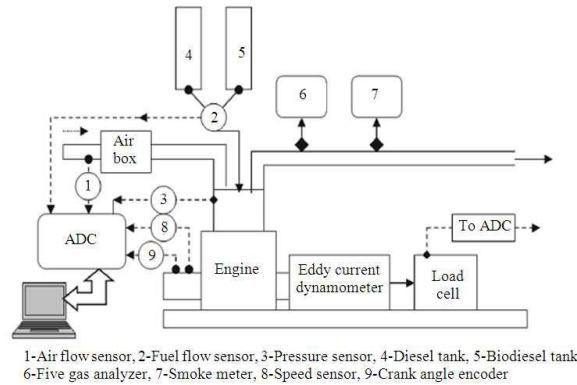 4
5
6
7
2
Air
box
1
3
To ADC
8
ADC
9
Engine
Eddy current
dynamometer
Load
cell
1-Air flow sensor, 2-Fuel flow sensor, 3-Pressure sensor, 4-Diesel tank, 5-Biodiesel tank
6-Five gas analyzer, 7-Smoke meter, 8-Speed sensor, 9-Crank angle encoder